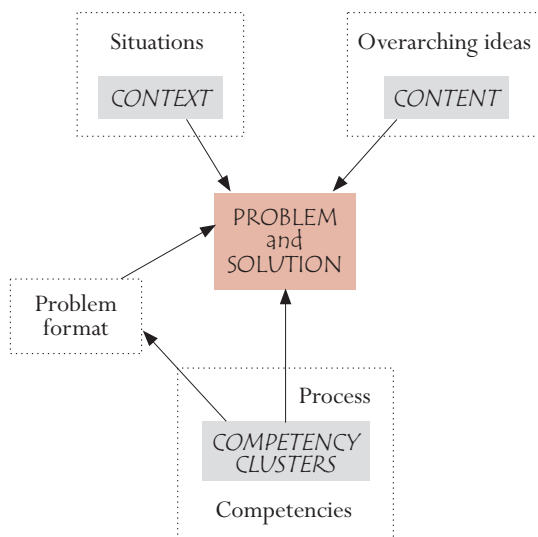 Situations
CONTEXT
Overarching ideas
CONTENT
PROBLEM
and
SOLUTION
Problem
format
Process
COMPETENCY
CLUSTERS
Competencies